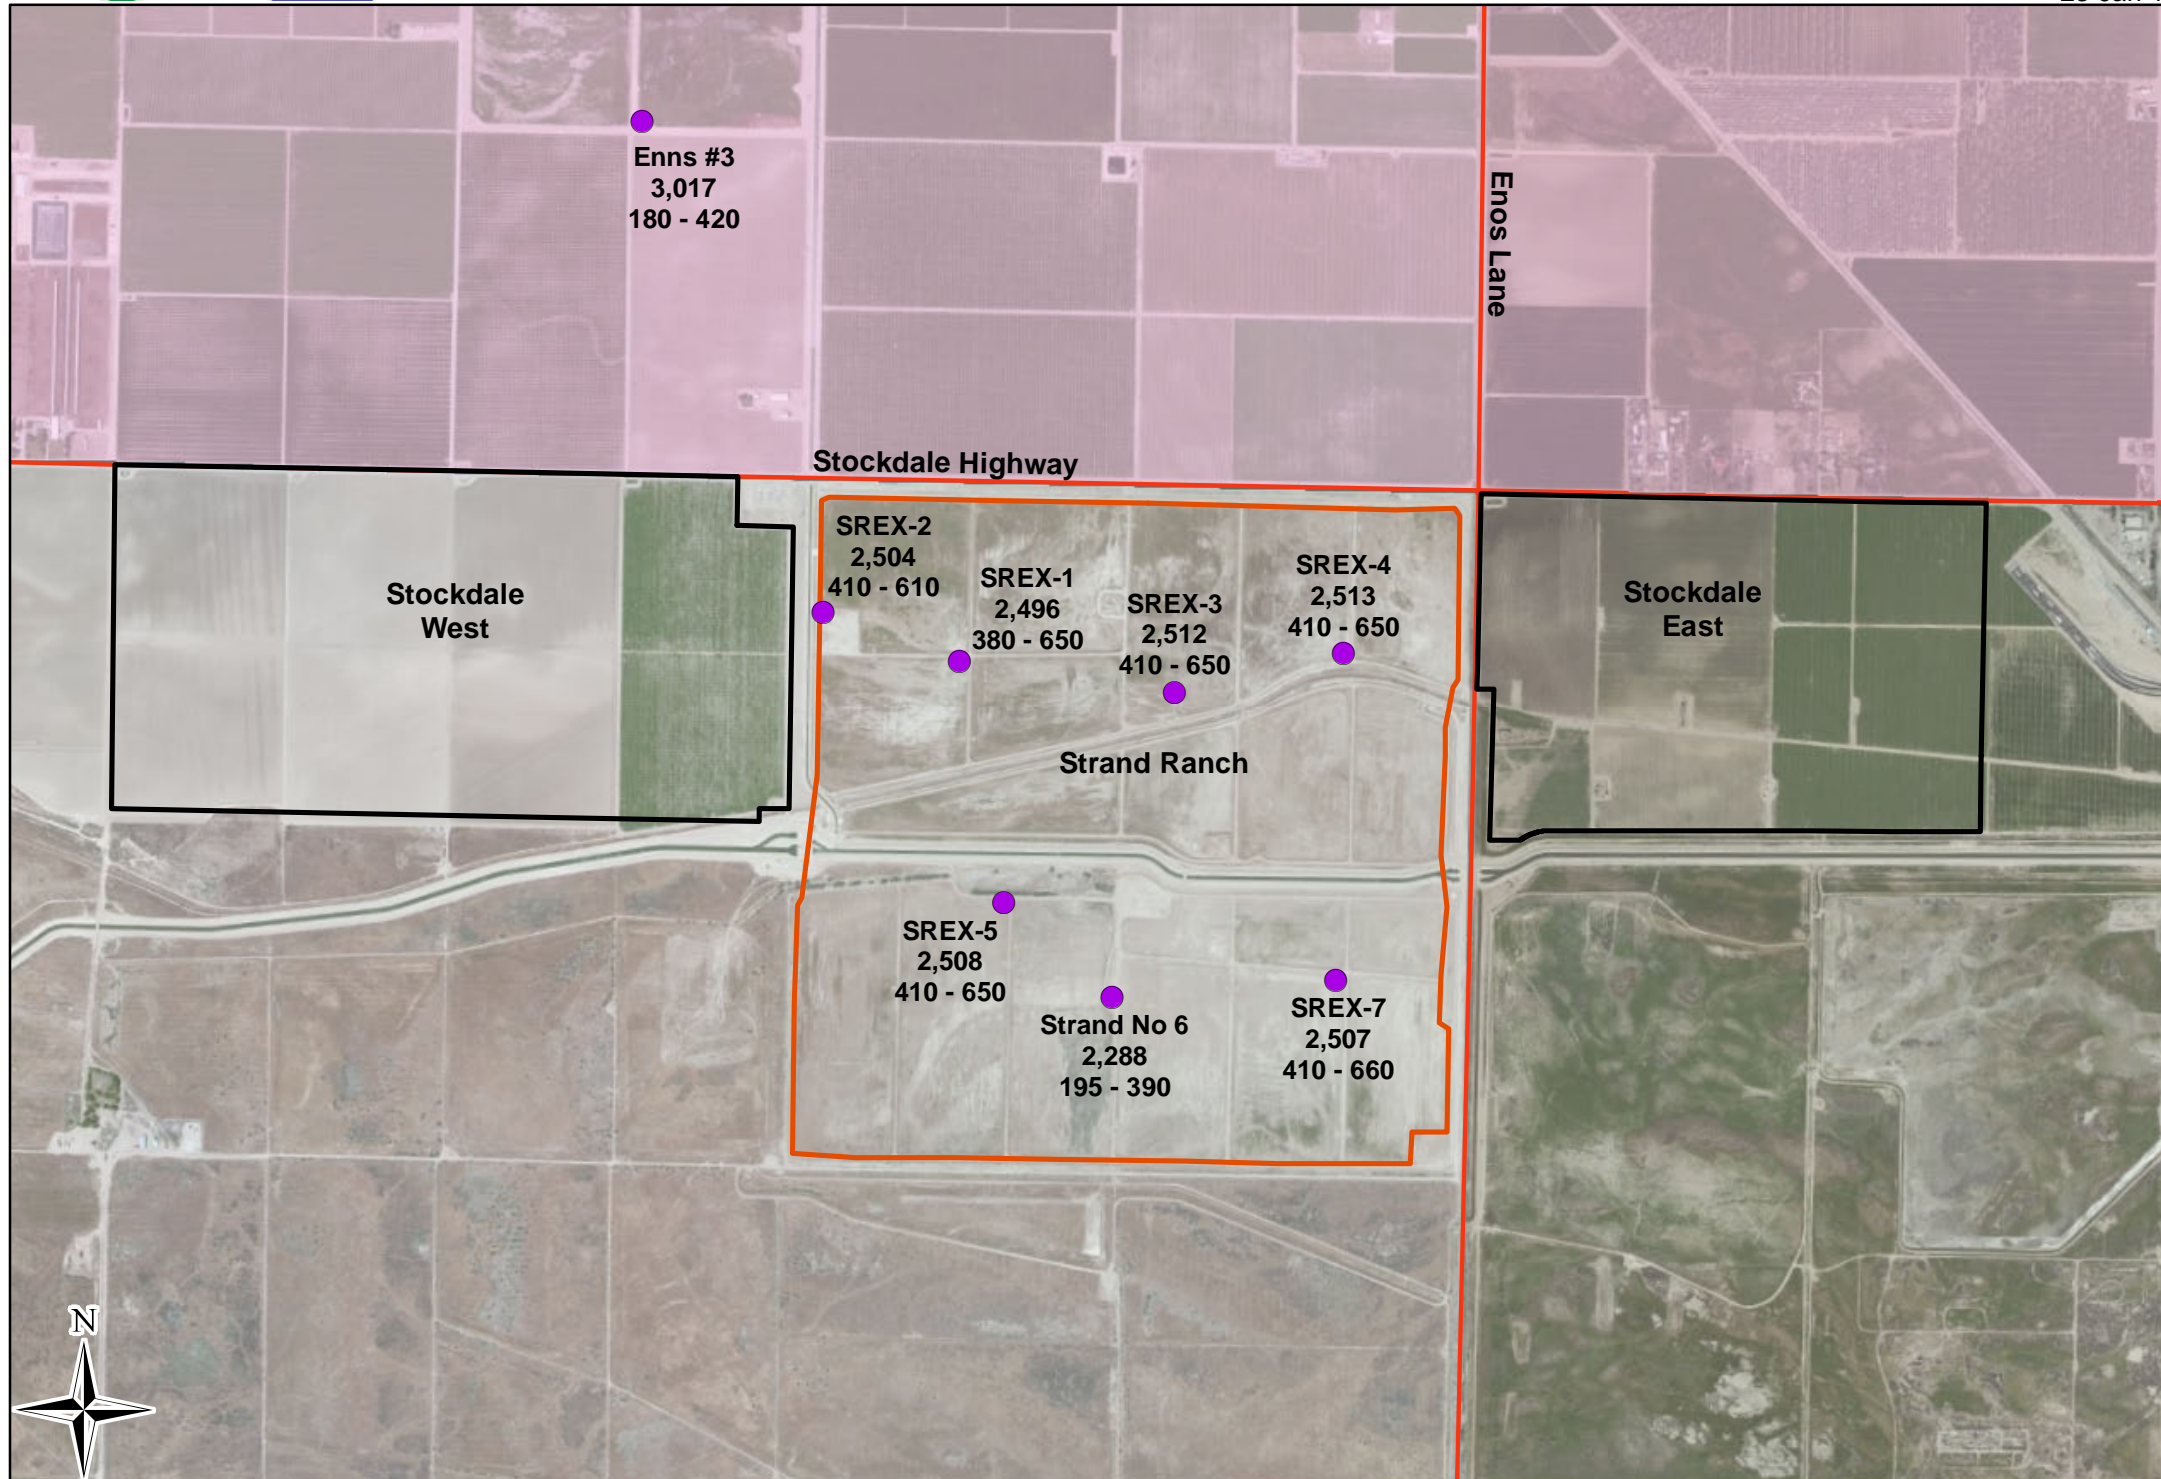 Enns #3
3,017
180 - 420
Enos Lane
Stockdale Highway
SREX-2
2,504
410 - 610
SREX-1
2,496
380 - 650
SREX-3
2,512
410 - 650
SREX-4
2,513
410 - 650
Stockdale
West
Stockdale
East
Strand Ranch
SREX-5
2,508
410 - 650
Strand No 6
2,288
195 - 390
SREX-7
2,507
410 - 660
N